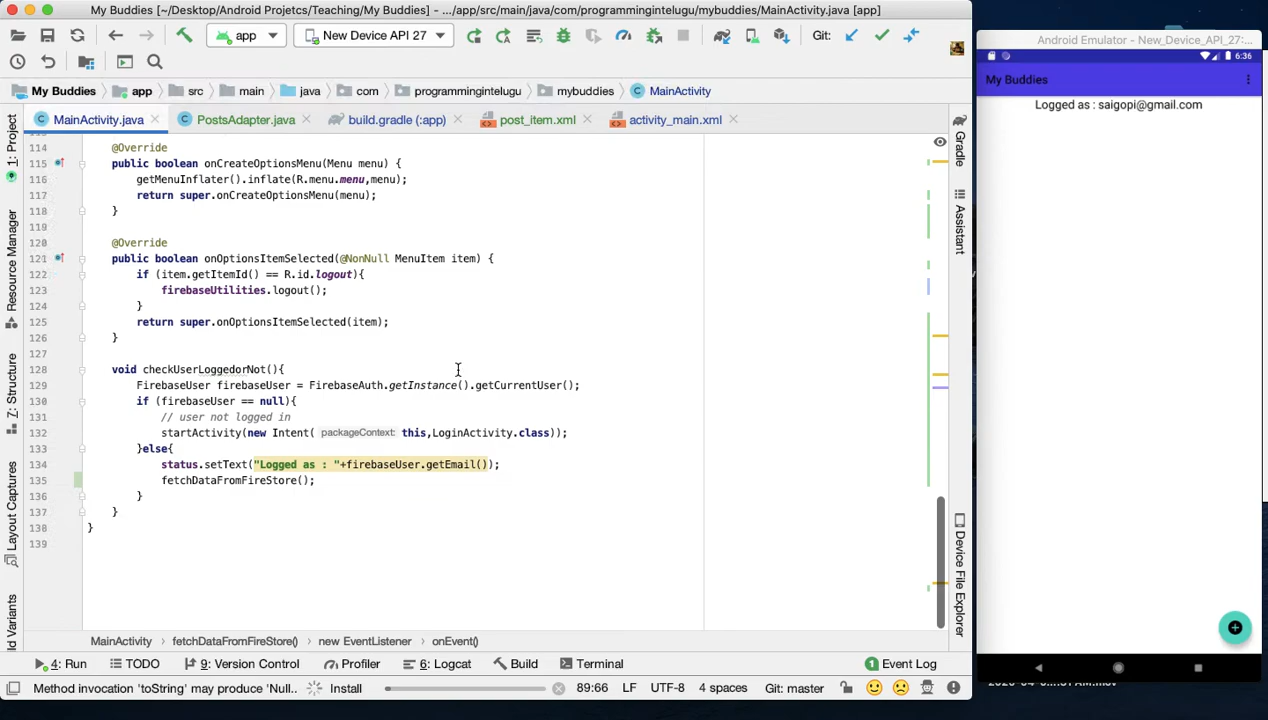 My Buddies [~/Desktop/Android Projetcs/Teaching/My Buddies] - .../app/src/main/java/com/programmingintelugu/mybuddies/MainActivity.java [app]
app
New Device API 27
Git:
My Buddies
app
src
main
java
com
programmingintelugu
mybuddies
MainActivity
MainActivity.java
PostsAdapter.java
build.gradle (:app)
post_item.xml
activity_main.xml
1: Project
Resource Manager
Z: Structure
Layout Captures
ld Variants
114 @Override
115 public boolean onCreateOptionsMenu(Menu menu) {
116 getMenuInflater().inflate(R.menu.menu,menu);
117 return super.onCreateOptionsMenu(menu);
118 }
119
120 @Override
121 public boolean onOptionsItemSelected(@NonNull MenuItem item) {
122 if (item.getItemId() == R.id.logout){
123 firebaseUtilities.logout();
124 }
125 return super.onOptionsItemSelected(item);
126 }
127
128 void checkUserLoggedorNot(){
129 FirebaseUser firebaseUser = FirebaseAuth.getInstance().getCurrentUser();
130 if (firebaseUser == null){
131 // user not logged in
132 startActivity(new Intent( packageContext: this,LoginActivity.class));
133 }else{
134 status.setText("Logged as : "+firebaseUser.getEmail());
135 fetchDataFromFireStore();
136 }
137 }
138 }
139
Gradle
Assistant
Device File Explorer
MainActivity
fetchDataFromFireStore()
new EventListener
onEvent()
4: Run
TODO
9: Version Control
Profiler
6: Logcat
Build
Terminal
1 Event Log
Method invocation 'toString' may produce 'Null..
Install
89:66
LF
UTF-8
4 spaces
Git: master
Android Emulator - New_Device_API_27:...
6:36
My Buddies
Logged as : saigopi@gmail.com